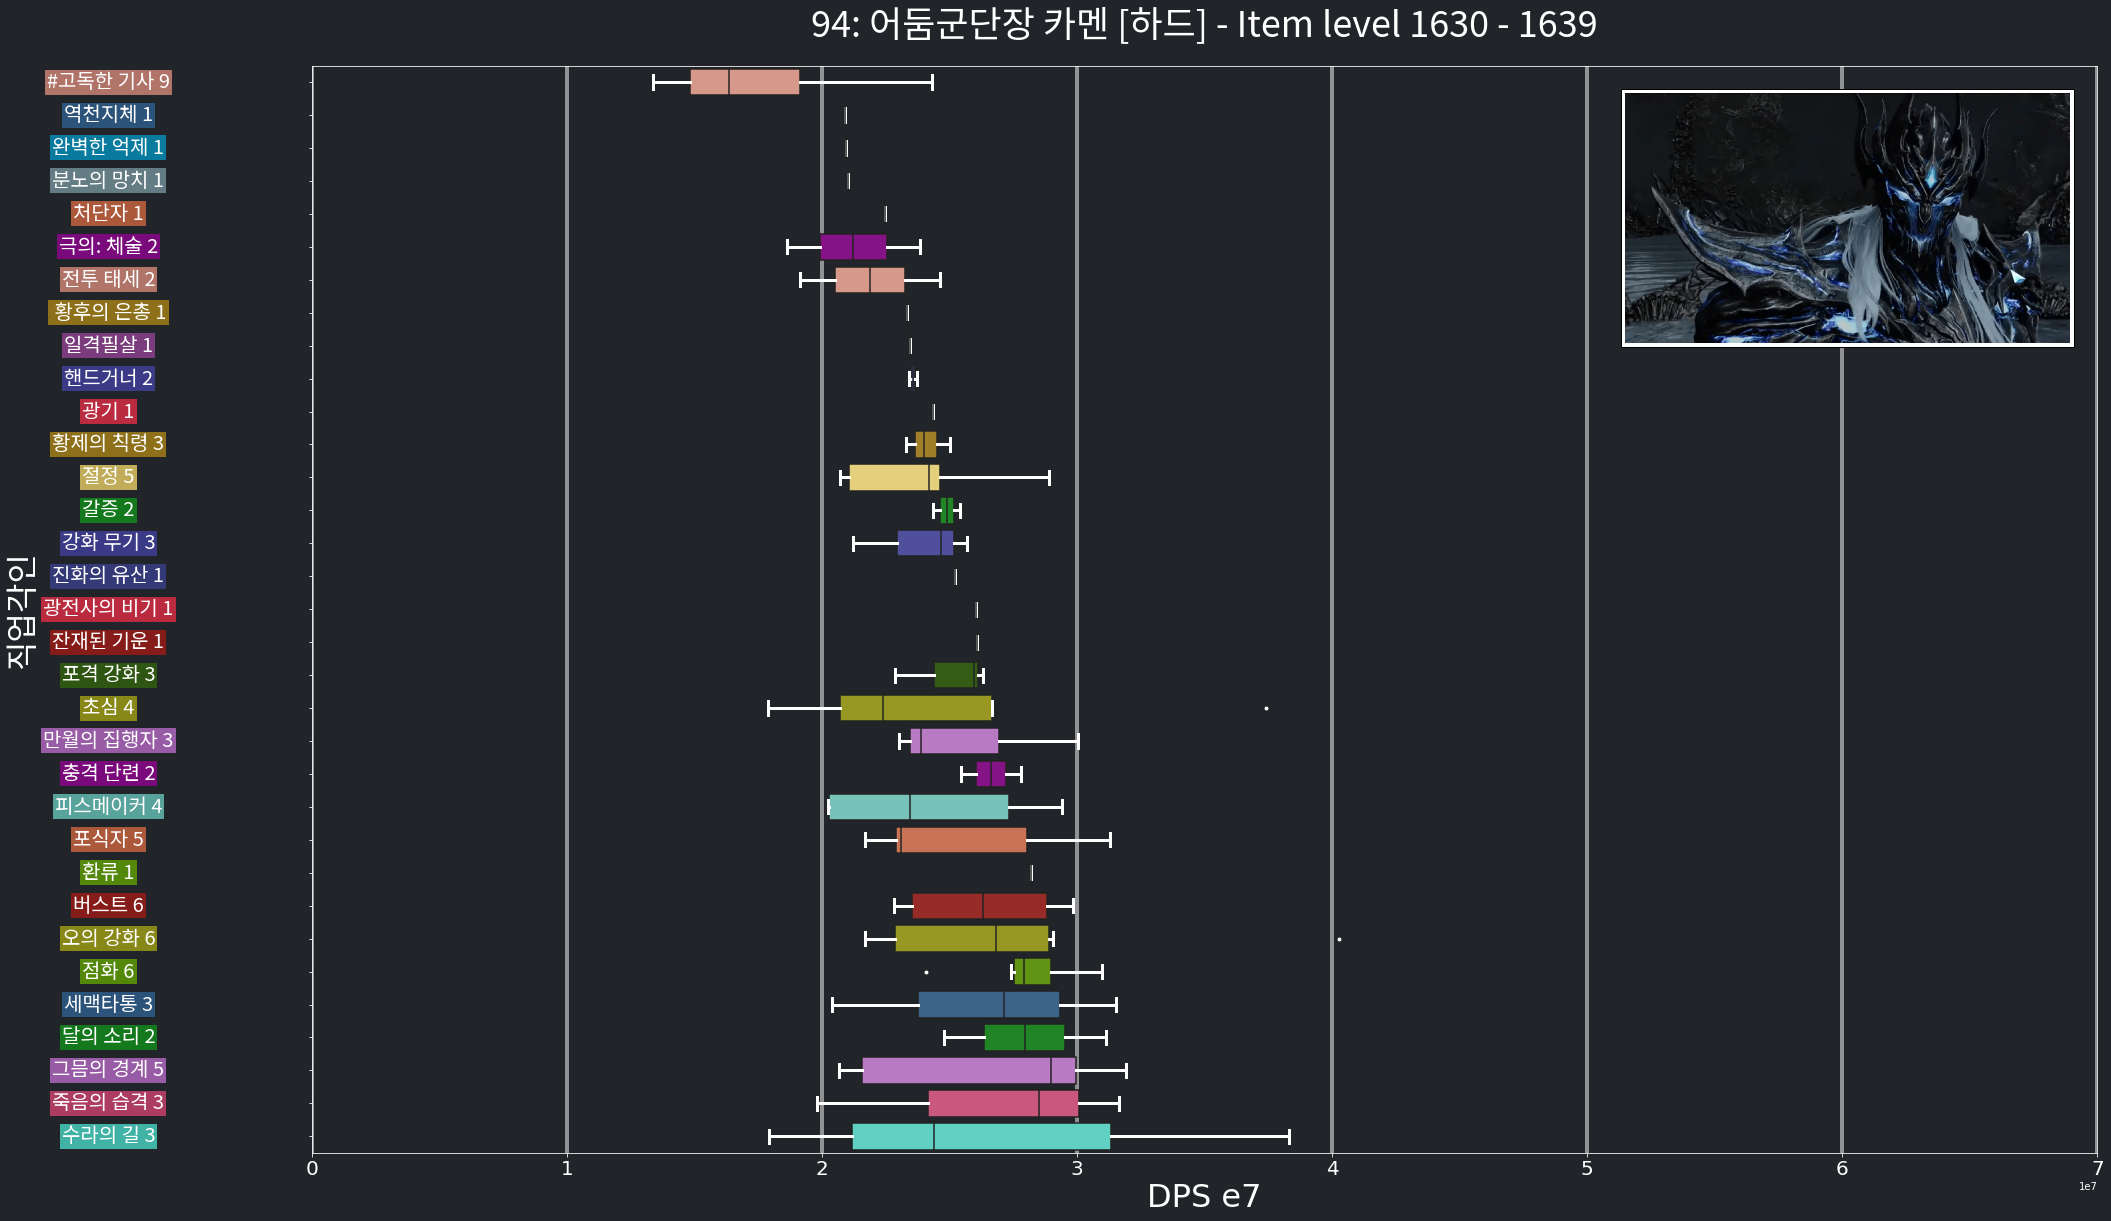 94: 어둠군단장 카멘 [하드] - Item level 1630 - 1639
직업각인
#고독한 기사 9
역천지체 1
완벽한 억제 1
분노의 망치 1
처단자 1
극의: 체술 2
전투 태세 2
황후의 은총 1
일격필살 1
핸드거너 2
광기 1
황제의 칙령 3
절정 5
갈증 2
강화 무기 3
진화의 유산 1
광전사의 비기 1
잔재된 기운 1
포격 강화 3
초심 4
만월의 집행자 3
충격 단련 2
피스메이커 4
포식자 5
환류 1
버스트 6
오의 강화 6
점화 6
세맥타통 3
달의 소리 2
그믐의 경계 5
죽음의 습격 3
수라의 길 3
0 1 2 3 4 5 6 7
1e7
DPS e7